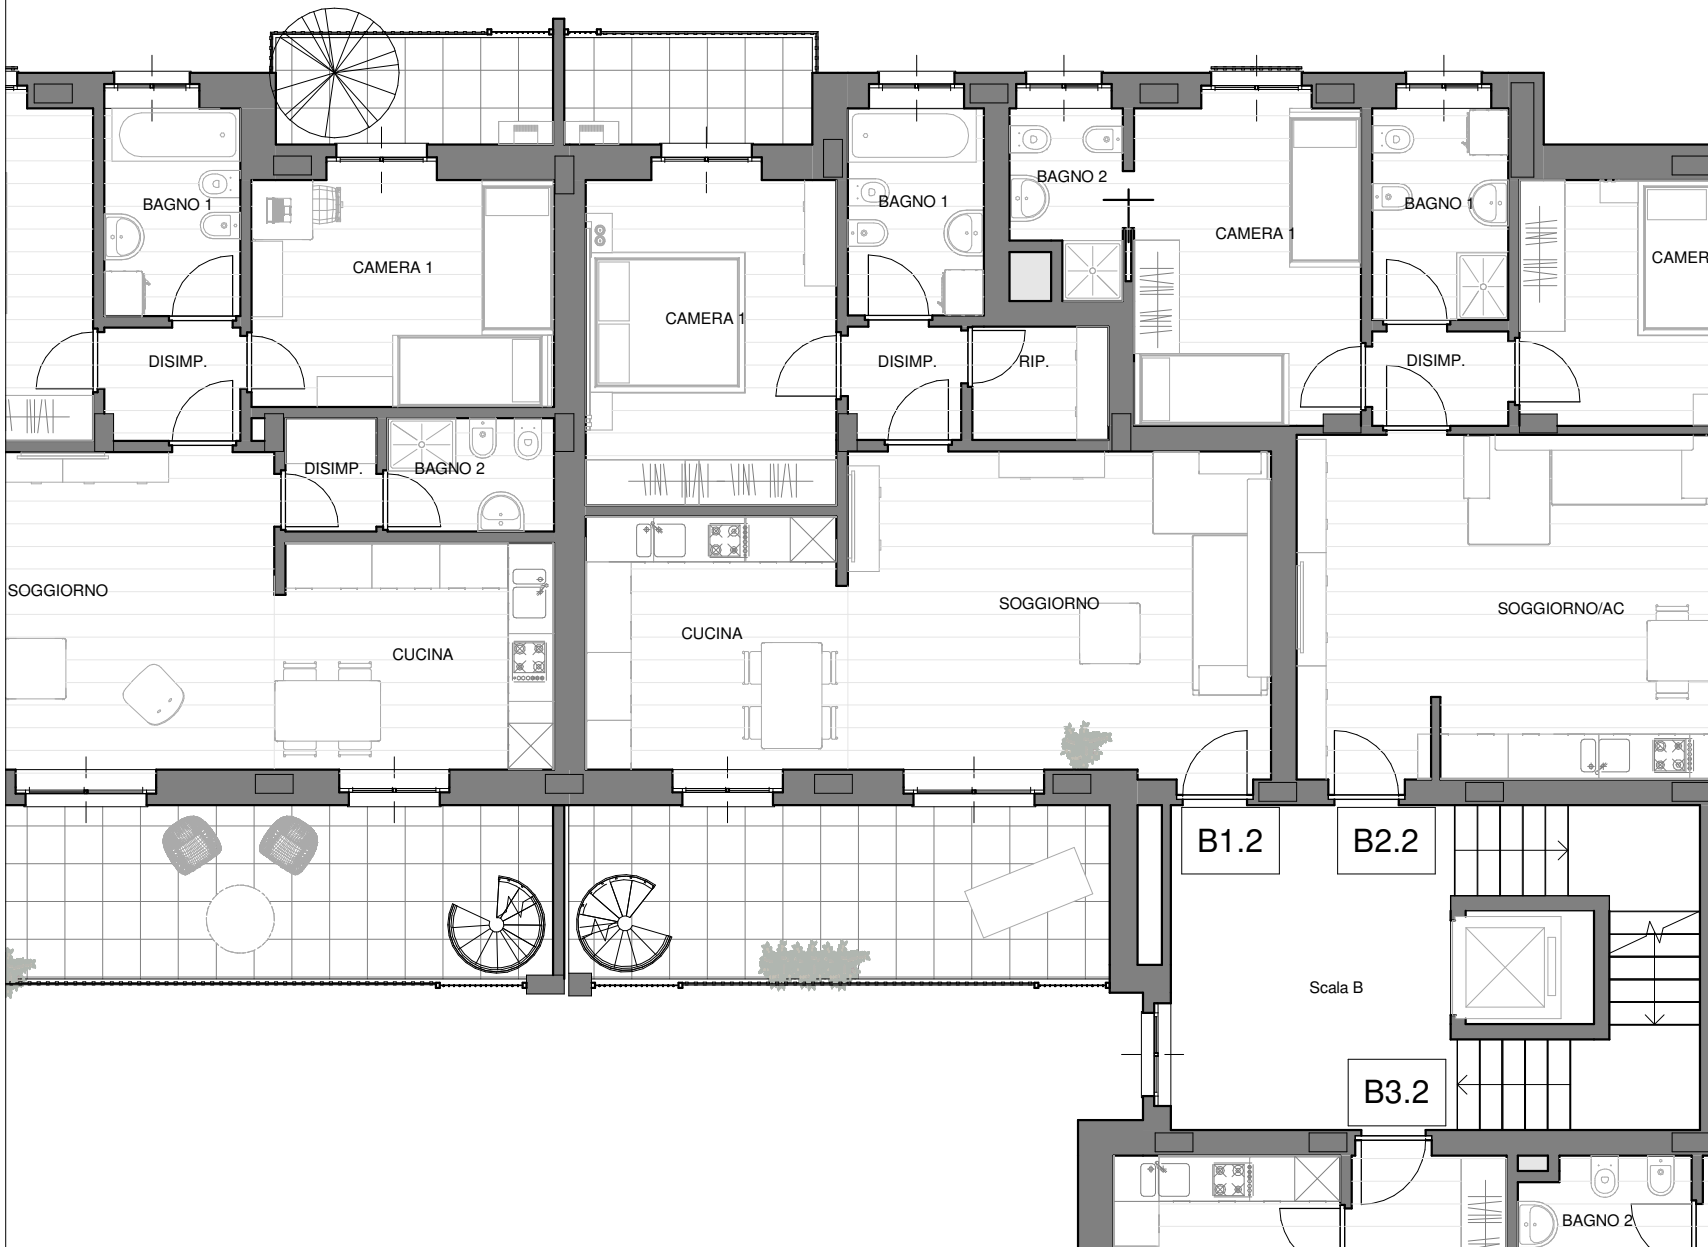 BAGNO 2
BAGNO 1
BAGNO 1
BAGNO 1
CAMERA 1
CAMER
CAMERA 1
CAMERA 1
DISIMP.
DISIMP.
RIP.
DISIMP.
DISIMP.
BAGNO 2
SOGGIORNO
SOGGIORNO
SOGGIORNO/AC
CUCINA
CUCINA
B1.2
B2.2
Scala B
B3.2
BAGNO 2